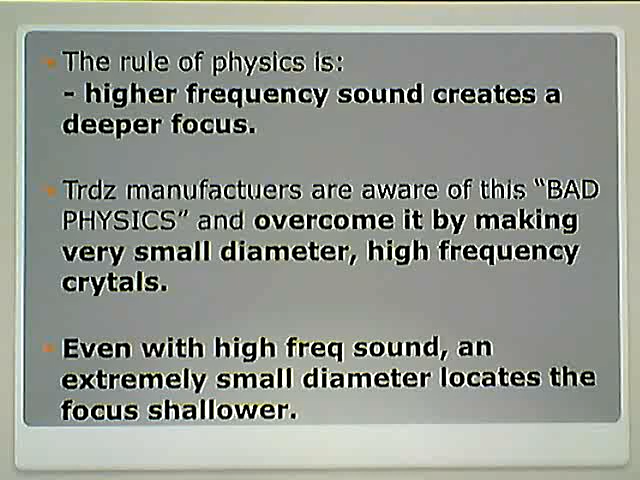 The rule of physics is:
- higher frequency sound creates a
deeper focus.
Trdz manufactuers are aware of this "BAD
PHYSICS" and overcome it by making
very small diameter, high frequency
crytals.
Even with high freq sound, an
extremely small diameter locates the
focus shallower.